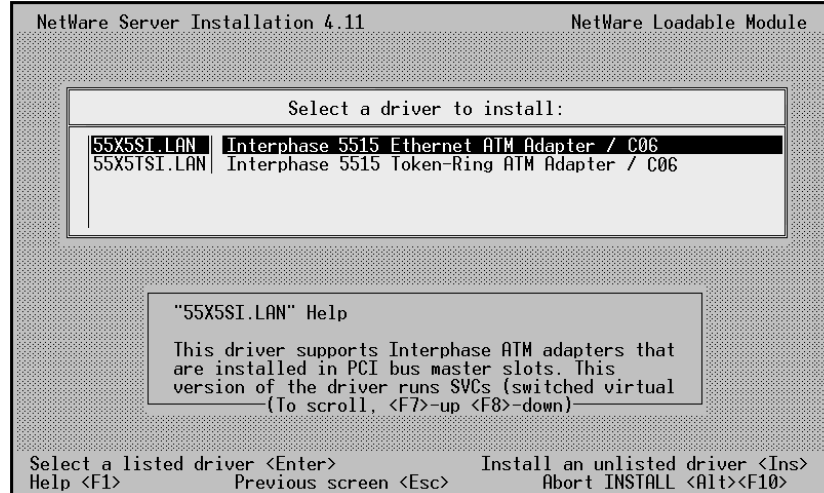 NetWare Server Installation 4.11 NetWare Loadable Module
Select a driver to install:
55X5SI.LAN Interphase 5515 Ethernet ATM Adapter / C06
55X5TSI.LAN Interphase 5515 Token-Ring ATM Adapter / C06
"55X5SI.LAN" Help
This driver supports Interphase ATM adapters that
are installed in PCI bus master slots. This
version of the driver runs SVCs (switched virtual
(To scroll, <F7>-up <F8>-down)
Select a listed driver <Enter> Install an unlisted driver <Ins>
Help <F1> Previous screen <Esc> Abort INSTALL <Alt><F10>